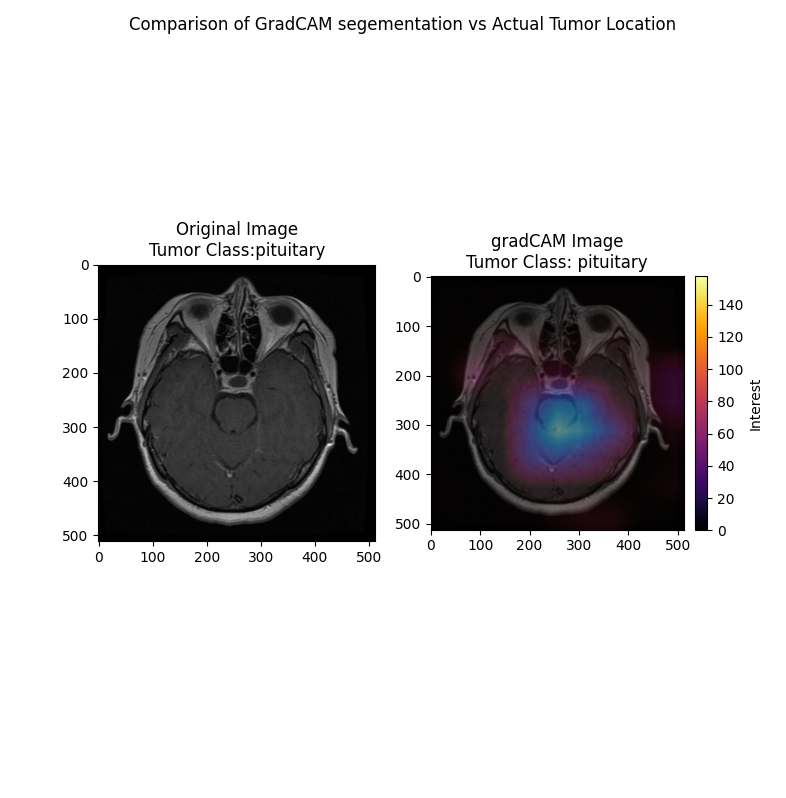 Comparison of GradCAM segementation vs Actual Tumor Location
Original Image
Tumor Class:pituitary
0
100
200
300
400
500
0 100 200 300 400 500
gradCAM Image
Tumor Class: pituitary
0
100
200
300
400
500
0 100 200 300 400 500
140
120
100
80
60
40
20
0
Interest